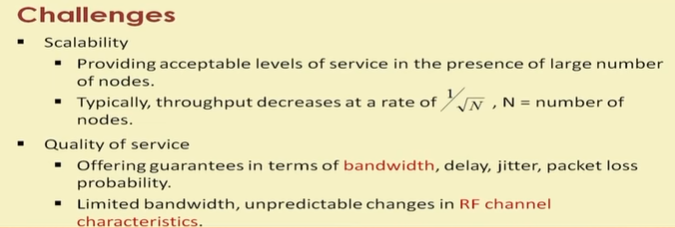 Challenges
▪ Scalability
▪ Providing acceptable levels of service in the presence of large number
of nodes.
▪ Typically, throughput decreases at a rate of 1/√N , N = number of
nodes.
▪ Quality of service
▪ Offering guarantees in terms of bandwidth, delay, jitter, packet loss
probability.
▪ Limited bandwidth, unpredictable changes in RF channel
characteristics.